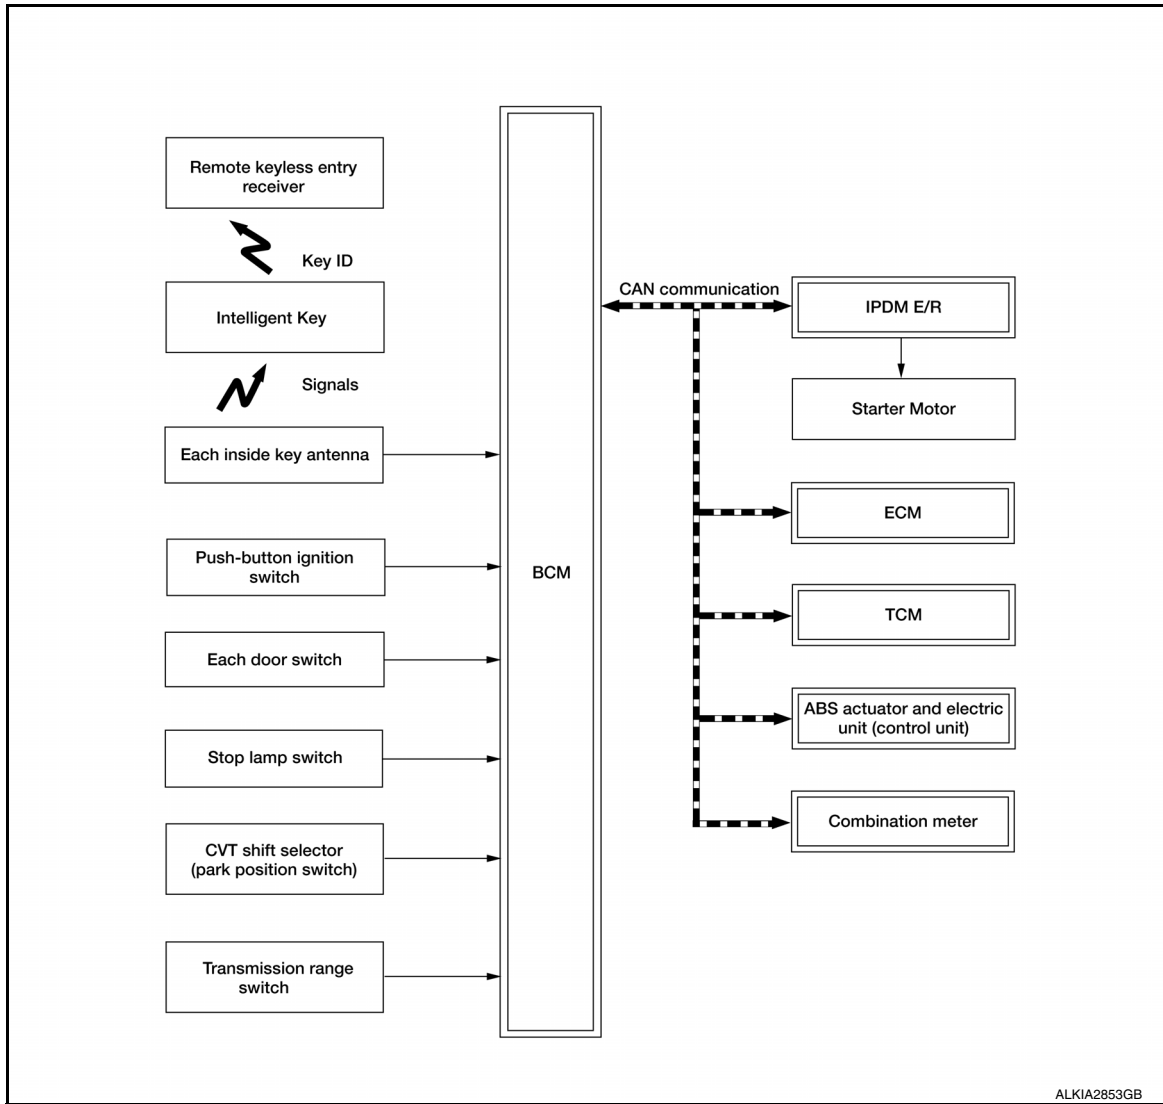 Remote keyless entry
receiver
Key ID
Intelligent Key
Signals
Each inside key antenna
Push-button ignition
switch
Each door switch
Stop lamp switch
CVT shift selector
(park position switch)
Transmission range
switch
BCM
CAN communication
IPDM E/R
Starter Motor
ECM
TCM
ABS actuator and electric
unit (control unit)
Combination meter
ALKIA2853GB